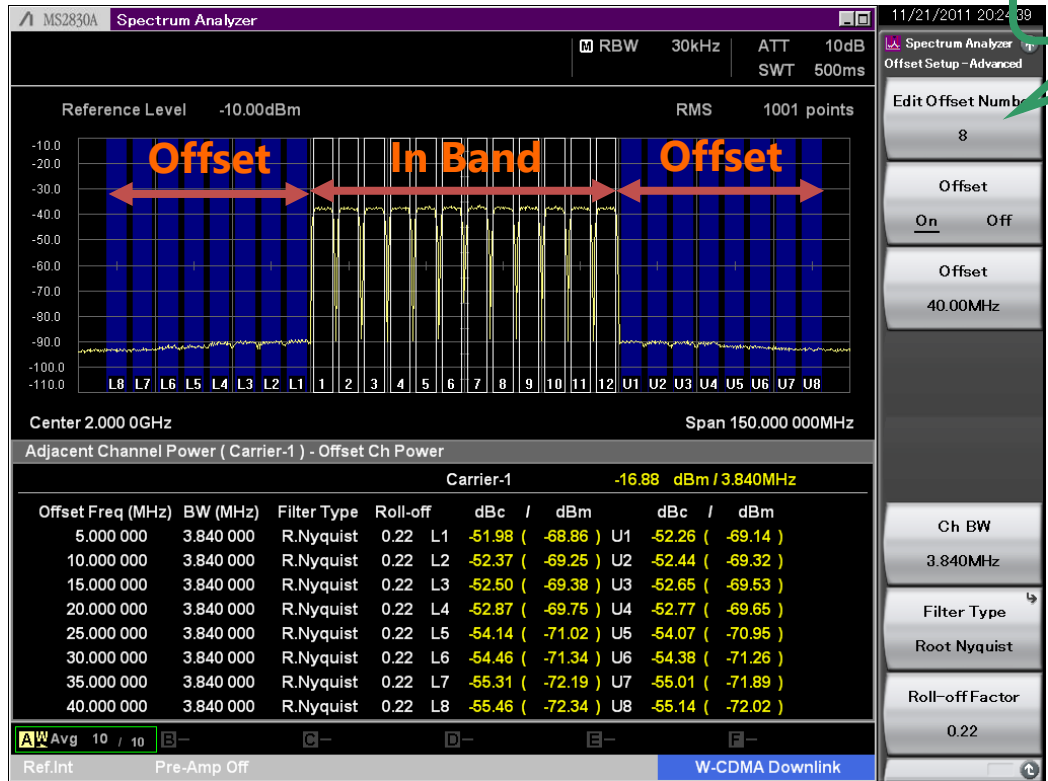 MS2830A Spectrum Analyzer
11/21/2011 20:24:39
M RBW 30kHz ATT 10dB
SWT 500ms
Reference Level -10.00dBm RMS 1001 points
Offset In Band Offset
-10.0
-20.0
-30.0
-40.0
-50.0
-60.0
-70.0
-80.0
-90.0
-100.0
-110.0
L8 L7 L6 L5 L4 L3 L2 L1 1 2 3 4 5 6 7 8 9 10 11 12 U1 U2 U3 U4 U5 U6 U7 U8
Center 2.000 0GHz Span 150.000 000MHz
Adjacent Channel Power ( Carrier-1 ) - Offset Ch Power
Carrier-1 -16.88 dBm / 3.840MHz
Offset Freq (MHz) BW (MHz) Filter Type Roll-off dBc / dBm dBc / dBm
5.000 000 3.840 000 R.Nyquist 0.22 L1 -51.98 ( -68.86 ) U1 -52.26 ( -69.14 )
10.000 000 3.840 000 R.Nyquist 0.22 L2 -52.37 ( -69.25 ) U2 -52.44 ( -69.32 )
15.000 000 3.840 000 R.Nyquist 0.22 L3 -52.50 ( -69.38 ) U3 -52.65 ( -69.53 )
20.000 000 3.840 000 R.Nyquist 0.22 L4 -52.87 ( -69.75 ) U4 -52.77 ( -69.65 )
25.000 000 3.840 000 R.Nyquist 0.22 L5 -54.14 ( -71.02 ) U5 -54.07 ( -70.95 )
30.000 000 3.840 000 R.Nyquist 0.22 L6 -54.46 ( -71.34 ) U6 -54.38 ( -71.26 )
35.000 000 3.840 000 R.Nyquist 0.22 L7 -55.31 ( -72.19 ) U7 -55.01 ( -71.89 )
40.000 000 3.840 000 R.Nyquist 0.22 L8 -55.46 ( -72.34 ) U8 -55.14 ( -72.02 )
A W Avg 10 / 10 B — C — D — E — F —
Ref.Int Pre-Amp Off W-CDMA Downlink
Spectrum Analyzer
Offset Setup - Advanced
Edit Offset Numbe
8
Offset
On Off
Offset
40.00MHz
Ch BW
3.840MHz
Filter Type
Root Nyquist
Roll-off Factor
0.22